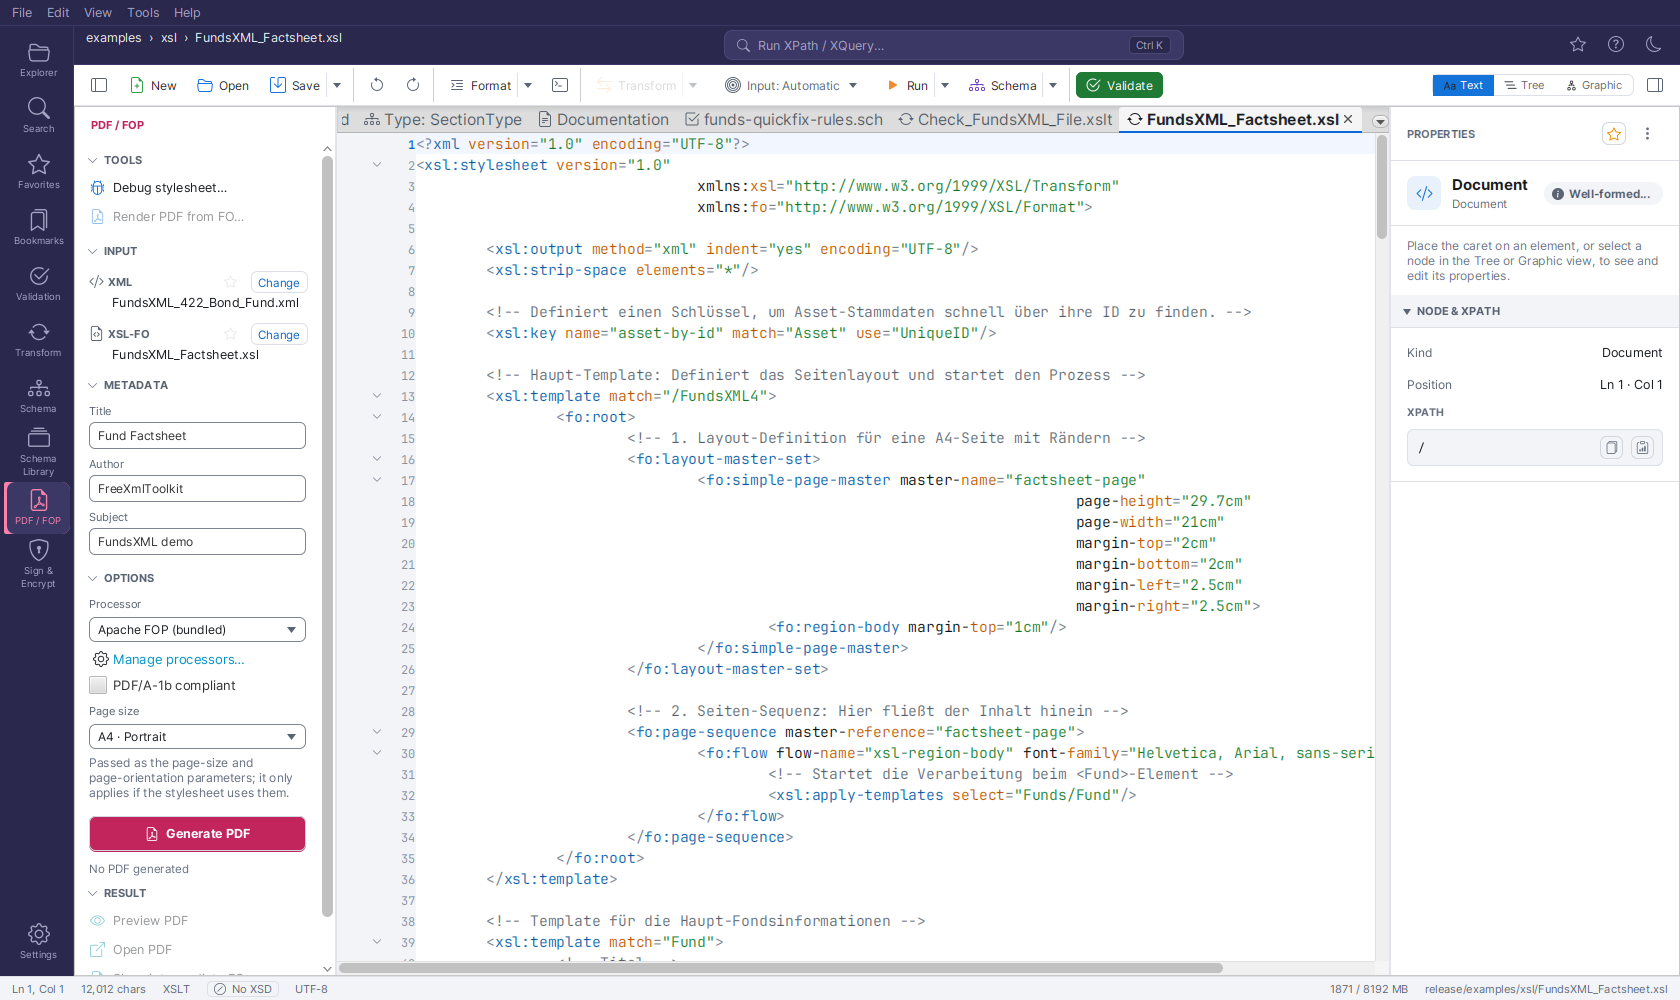 File Edit View Tools Help
examples › xsl › FundsXML_Factsheet.xsl
Run XPath / XQuery...
Ctrl K
New Open Save Format Transform Input: Automatic Run Schema Validate
Aa Text Tree Graphic
Explorer
Search
Favorites
Bookmarks
Validation
Transform
Schema
Schema
Library
PDF / FOP
Sign &
Encrypt
Settings
PDF / FOP
TOOLS
Debug stylesheet...
Render PDF from FO...
INPUT
XML Change
FundsXML_422_Bond_Fund.xml
XSL-FO Change
FundsXML_Factsheet.xsl
METADATA
Title
Fund Factsheet
Author
FreeXmlToolkit
Subject
FundsXML demo
OPTIONS
Processor
Apache FOP (bundled)
Manage processors...
PDF/A-1b compliant
Page size
A4 · Portrait
Passed as the page-size and
page-orientation parameters; it only
applies if the stylesheet uses them.
Generate PDF
No PDF generated
RESULT
Preview PDF
Open PDF
d Type: SectionType Documentation funds-quickfix-rules.sch Check_FundsXML_File.xslt FundsXML_Factsheet.xsl
1 <?xml version="1.0" encoding="UTF-8"?>
2 <xsl:stylesheet version="1.0"
3 xmlns:xsl="http://www.w3.org/1999/XSL/Transform"
4 xmlns:fo="http://www.w3.org/1999/XSL/Format">
5
6 <xsl:output method="xml" indent="yes" encoding="UTF-8"/>
7 <xsl:strip-space elements="*"/>
8
9 <!-- Definiert einen Schlüssel, um Asset-Stammdaten schnell über ihre ID zu finden. -->
10 <xsl:key name="asset-by-id" match="Asset" use="UniqueID"/>
11
12 <!-- Haupt-Template: Definiert das Seitenlayout und startet den Prozess -->
13 <xsl:template match="/FundsXML4">
14 <fo:root>
15 <!-- 1. Layout-Definition für eine A4-Seite mit Rändern -->
16 <fo:layout-master-set>
17 <fo:simple-page-master master-name="factsheet-page"
18 page-height="29.7cm"
19 page-width="21cm"
20 margin-top="2cm"
21 margin-bottom="2cm"
22 margin-left="2.5cm"
23 margin-right="2.5cm">
24 <fo:region-body margin-top="1cm"/>
25 </fo:simple-page-master>
26 </fo:layout-master-set>
27
28 <!-- 2. Seiten-Sequenz: Hier fließt der Inhalt hinein -->
29 <fo:page-sequence master-reference="factsheet-page">
30 <fo:flow flow-name="xsl-region-body" font-family="Helvetica, Arial, sans-seri
31 <!-- Startet die Verarbeitung beim <Fund>-Element -->
32 <xsl:apply-templates select="Funds/Fund"/>
33 </fo:flow>
34 </fo:page-sequence>
35 </fo:root>
36 </xsl:template>
37
38 <!-- Template für die Haupt-Fondsinformationen -->
39 <xsl:template match="Fund">
PROPERTIES
Document
Document
Well-formed...
Place the caret on an element, or select a
node in the Tree or Graphic view, to see and
edit its properties.
NODE & XPATH
Kind Document
Position Ln 1 · Col 1
XPATH
/
Ln 1, Col 1 12,012 chars XSLT No XSD UTF-8
1871 / 8192 MB release/examples/xsl/FundsXML_Factsheet.xsl